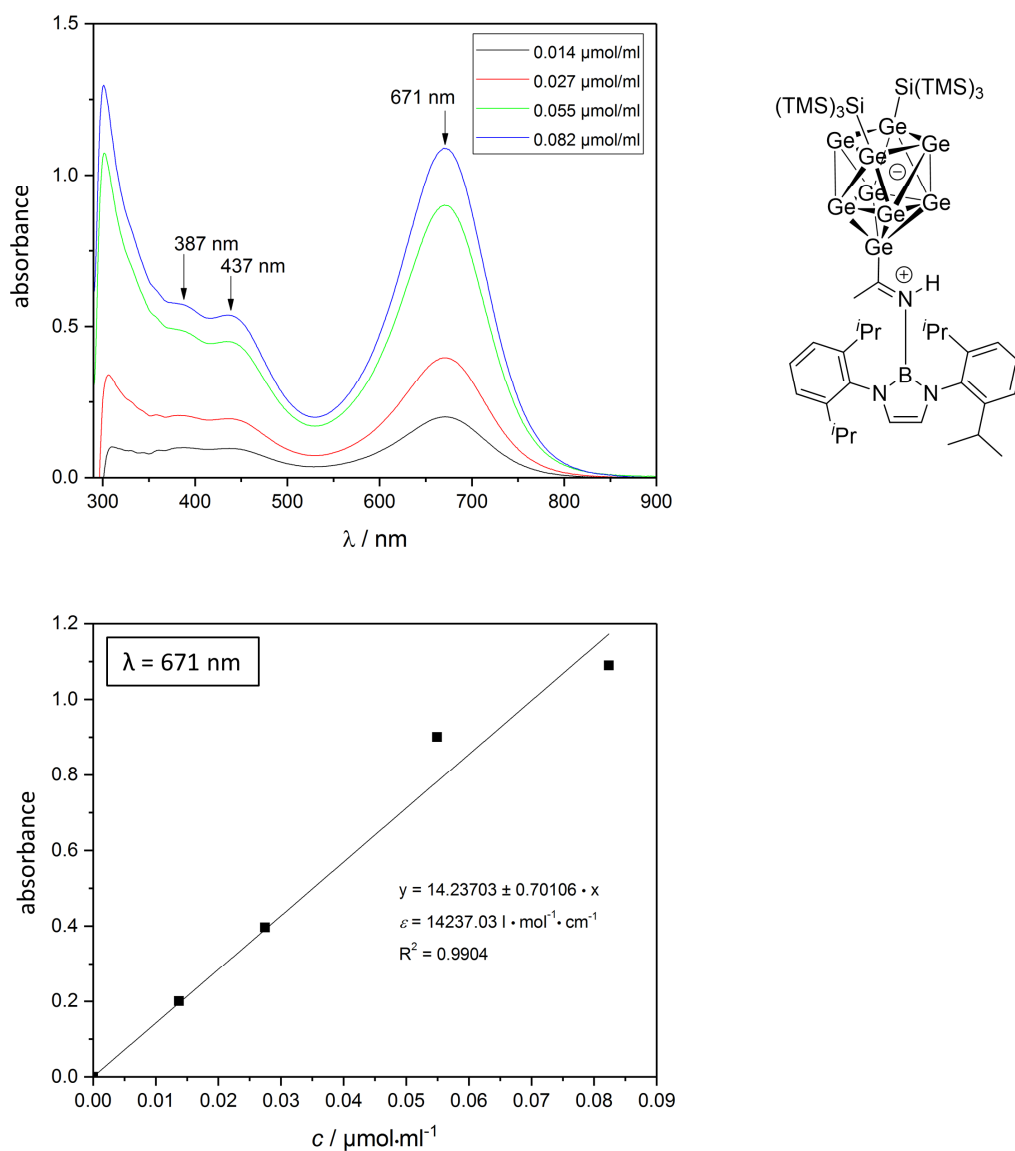 absorbance
1.5
1.0
0.5
0.0
387 nm
437 nm
671 nm
0.014 µmol/ml
0.027 µmol/ml
0.055 µmol/ml
0.082 µmol/ml
300 400 500 600 700 800 900
λ / nm
Si(TMS)3
(TMS)3Si
Ge
Ge Ge Ge
⊖
Ge
Ge Ge Ge
Ge
⊕
N H
iPr iPr
B
N N
iPr
absorbance
1.2
1.0
0.8
0.6
0.4
0.2
0.0
λ = 671 nm
y = 14.23703 ± 0.70106 · x
ε = 14237.03 l · mol-1 · cm-1
R2 = 0.9904
0.00 0.01 0.02 0.03 0.04 0.05 0.06 0.07 0.08 0.09
c / µmol·ml-1